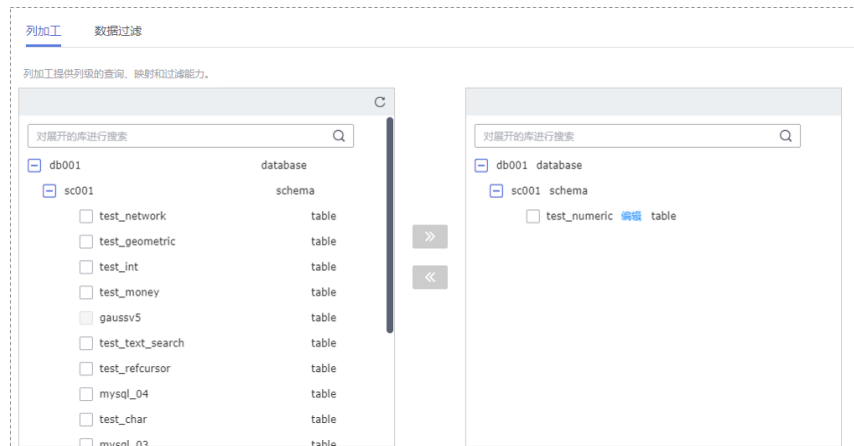 列加工 数据过滤
列加工提供列级的查询、映射和过滤能力。
对展开的库进行搜索
db001 database
sc001 schema
test_network table
test_geometric table
test_int table
test_money table
gaussv5 table
test_text_search table
test_refcursor table
mysql_04 table
test_char table
mysql_03 table
对展开的库进行搜索
db001 database
sc001 schema
test_numeric 编辑 table